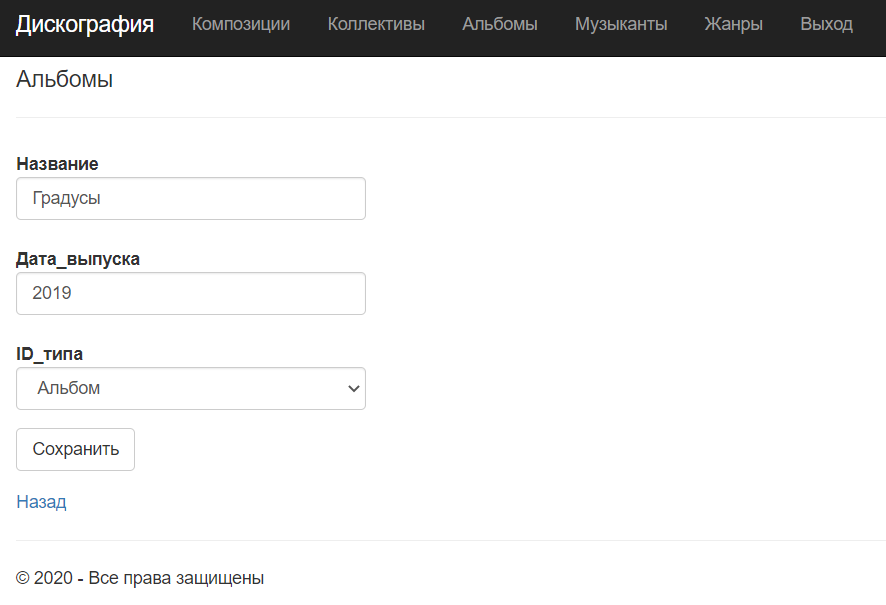 Дискография Композиции Коллективы Альбомы Музыканты Жанры Выход
Альбомы
Название
Градусы
Дата_выпуска
2019
ID_типа
Альбом
Сохранить
Назад
© 2020 - Все права защищены